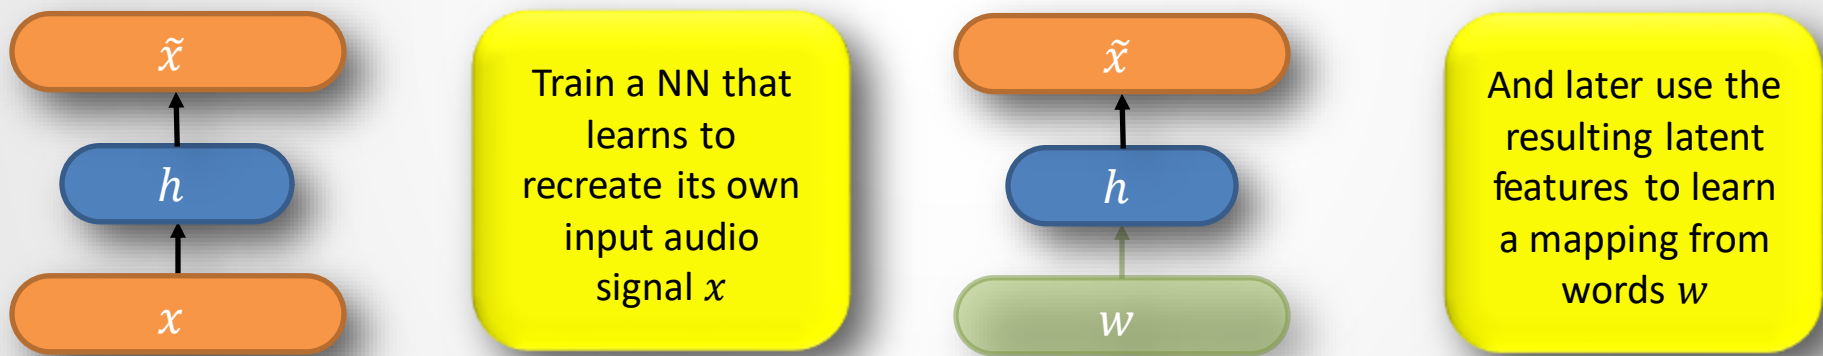 x̃
h
x
Train a NN that
learns to
recreate its own
input audio
signal x
x̃
h
w
And later use the
resulting latent
features to learn
a mapping from
words w